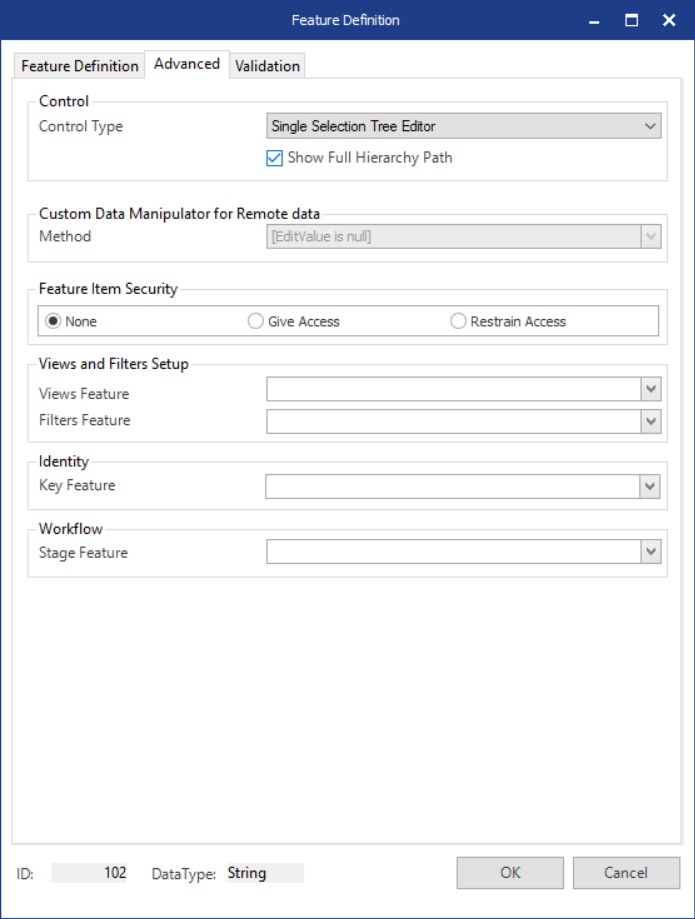 Feature Definition
Feature Definition Advanced Validation
Control
Control Type Single Selection Tree Editor
Show Full Hierarchy Path
Custom Data Manipulator for Remote data
Method [EditValue is null]
Feature Item Security
None Give Access Restrain Access
Views and Filters Setup
Views Feature
Filters Feature
Identity
Key Feature
Workflow
Stage Feature
ID: 102 DataType: String OK Cancel